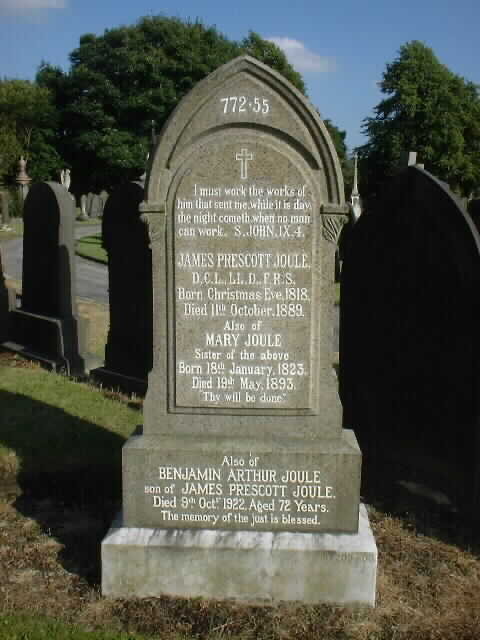 772·55
I must work the works of
him that sent me, while it is day,
the night cometh, when no man
can work. S. JOHN. IX. 4.
JAMES PRESCOTT JOULE.
D.C.L., LL.D., F.R.S.
Born Christmas Eve, 1818.
Died 11th October, 1889.
Also of
MARY JOULE
Sister of the above
Born 18th January, 1823.
Died 19th May, 1893.
"Thy will be done."
Also of
BENJAMIN ARTHUR JOULE
son of JAMES PRESCOTT JOULE.
Died 9th Octr. 1922, Aged 72 Years.
The memory of the just is blessed.